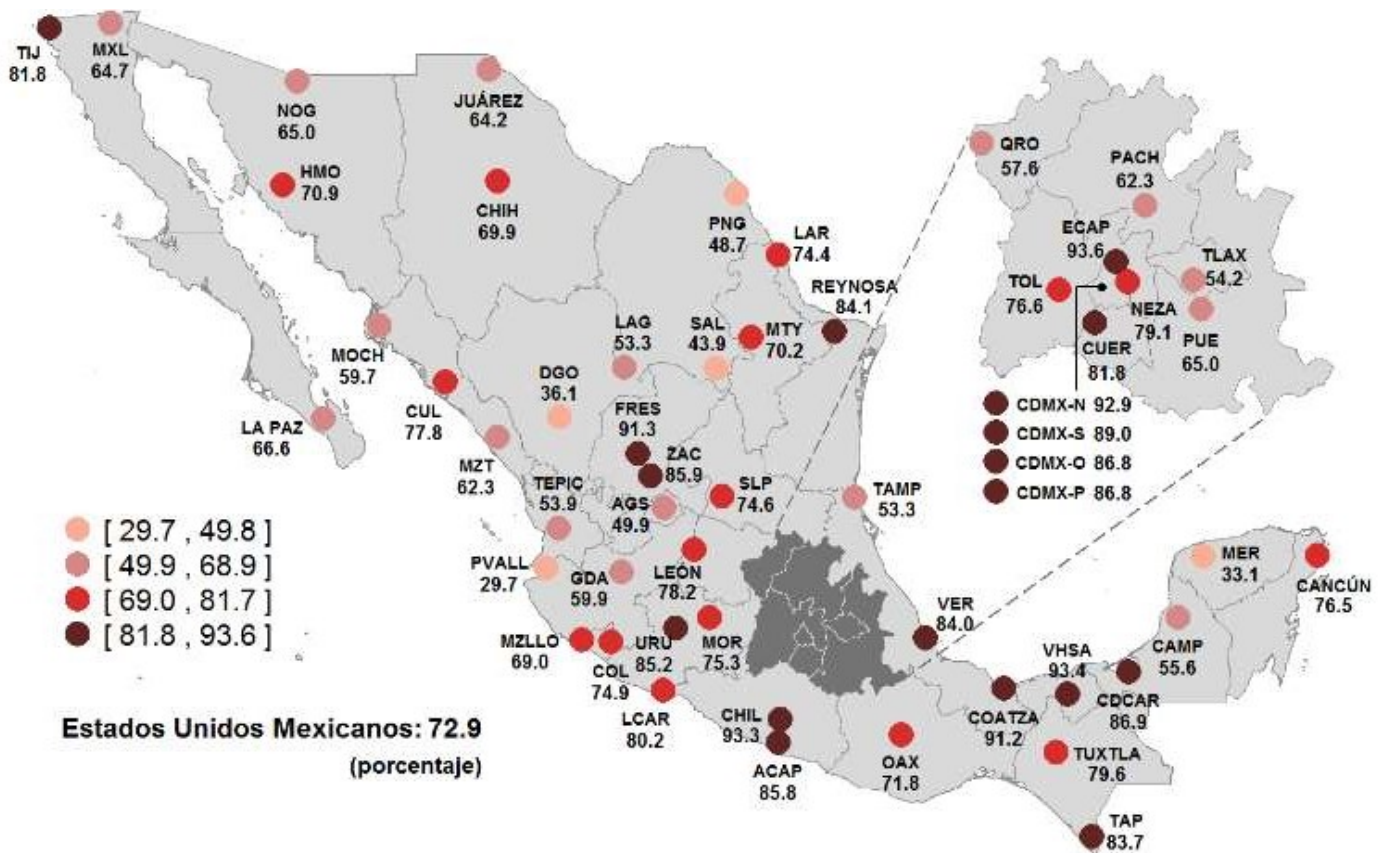 TIJ
81.8
MXL
64.7
NOG
65.0
JUÁREZ
64.2
HMO
70.9
CHIH
69.9
PNG
48.7
LAR
74.4
REYNOSA
84.1
MOCH
59.7
LAG
53.3
SAL
43.9
MTY
70.2
DGO
36.1
CUL
77.8
LA PAZ
66.6
FRES
91.3
ZAC
85.9
MZT
62.3
TEPIC
53.9
AGS
49.9
SLP
74.6
TAMP
53.3
PVALL
29.7
GDA
59.9
LEÓN
78.2
MZLLO
69.0
COL
74.9
URU
85.2
MOR
75.3
LCAR
80.2
CHIL
93.3
ACAP
85.8
OAX
71.8
VER
84.0
COATZA
91.2
VHSA
93.4
CDCAR
86.9
TUXTLA
79.6
TAP
83.7
CAMP
55.6
MER
33.1
CANCÚN
76.5
QRO
57.6
PACH
62.3
ECAP
93.6
TLAX
54.2
TOL
76.6
NEZA
79.1
CUER
81.8
PUE
65.0
CDMX-N 92.9
CDMX-S 89.0
CDMX-O 86.8
CDMX-P 86.8
[ 29.7 , 49.8 ]
[ 49.9 , 68.9 ]
[ 69.0 , 81.7 ]
[ 81.8 , 93.6 ]
Estados Unidos Mexicanos: 72.9
(porcentaje)